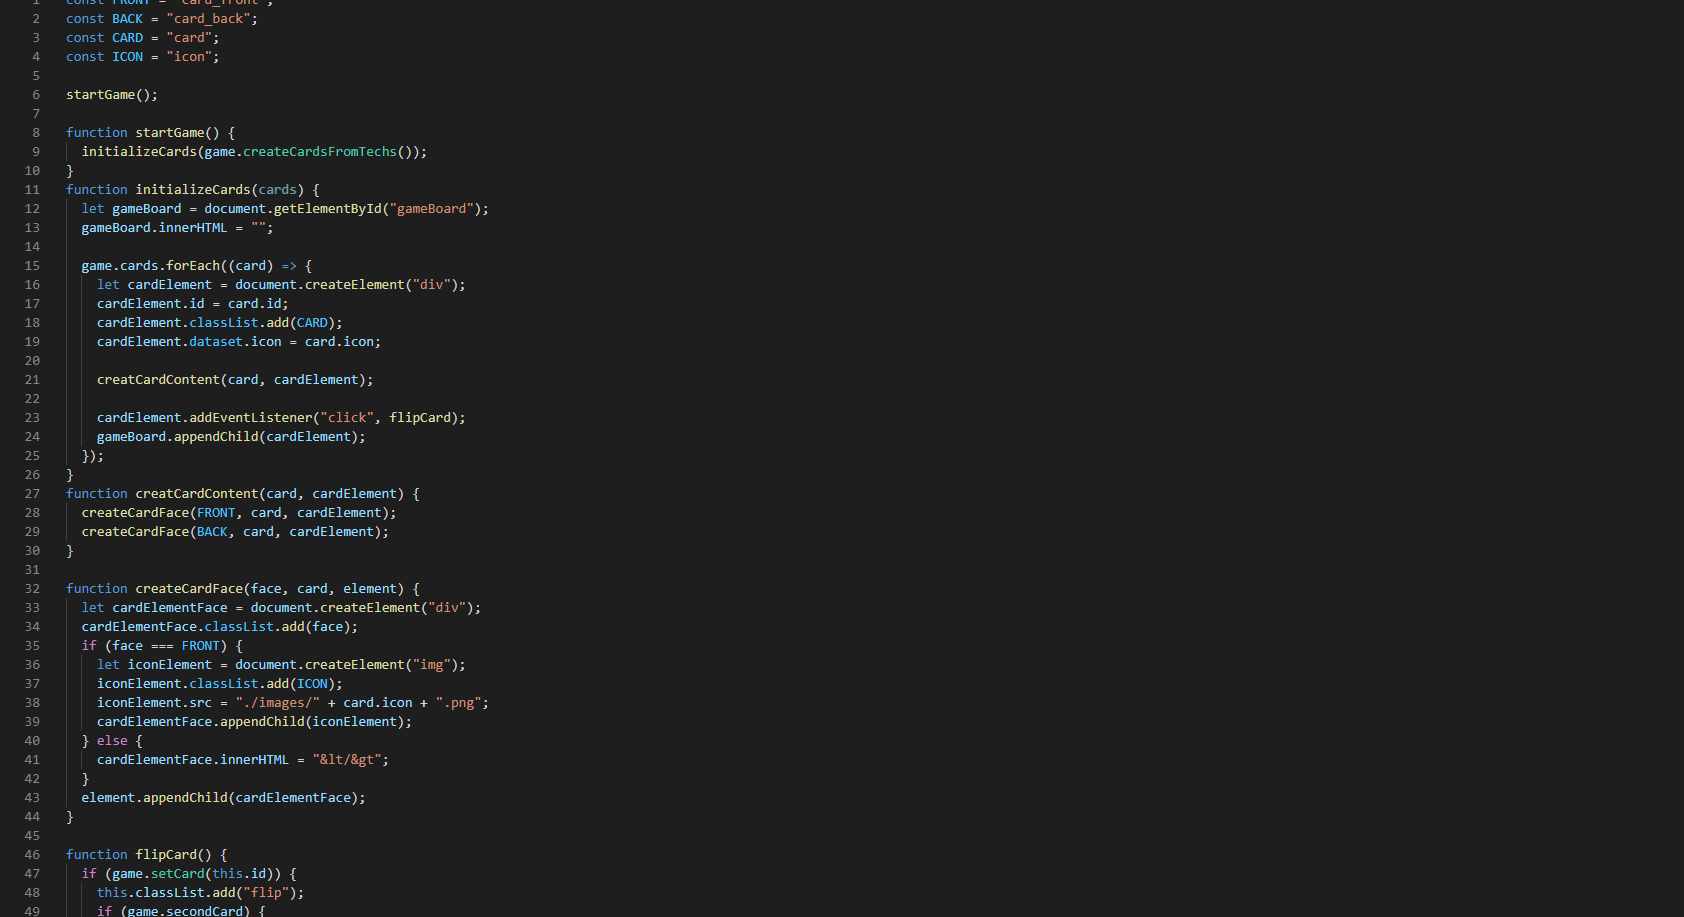 1 const FRONT = "card_front";
2 const BACK = "card_back";
3 const CARD = "card";
4 const ICON = "icon";
5
6 startGame();
7
8 function startGame() {
9   initializeCards(game.createCardsFromTechs());
10 }
11 function initializeCards(cards) {
12   let gameBoard = document.getElementById("gameBoard");
13   gameBoard.innerHTML = "";
14
15   game.cards.forEach((card) => {
16     let cardElement = document.createElement("div");
17     cardElement.id = card.id;
18     cardElement.classList.add(CARD);
19     cardElement.dataset.icon = card.icon;
20
21     creatCardContent(card, cardElement);
22
23     cardElement.addEventListener("click", flipCard);
24     gameBoard.appendChild(cardElement);
25   });
26 }
27 function creatCardContent(card, cardElement) {
28   createCardFace(FRONT, card, cardElement);
29   createCardFace(BACK, card, cardElement);
30 }
31
32 function createCardFace(face, card, element) {
33   let cardElementFace = document.createElement("div");
34   cardElementFace.classList.add(face);
35   if (face === FRONT) {
36     let iconElement = document.createElement("img");
37     iconElement.classList.add(ICON);
38     iconElement.src = "./images/" + card.icon + ".png";
39     cardElementFace.appendChild(iconElement);
40   } else {
41     cardElementFace.innerHTML = "&lt/&gt";
42   }
43   element.appendChild(cardElementFace);
44 }
45
46 function flipCard() {
47   if (game.setCard(this.id)) {
48     this.classList.add("flip");
49     if (game.secondCard) {